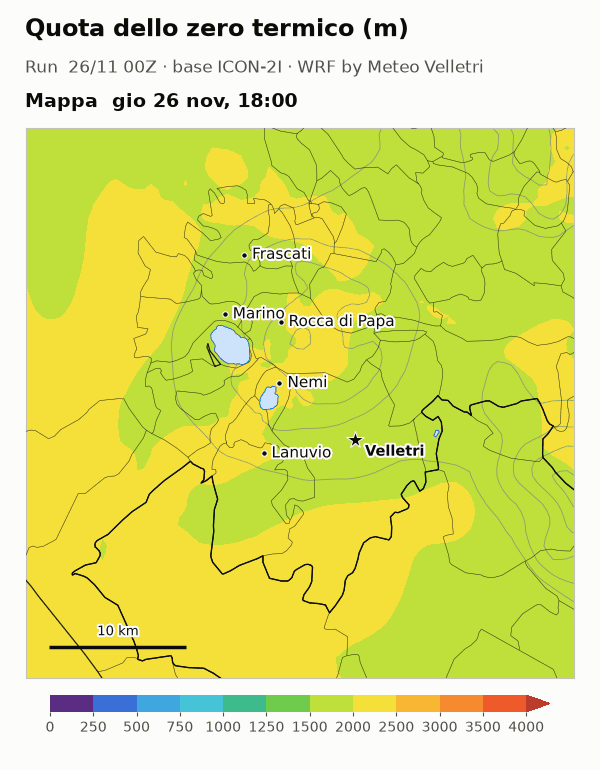 Quota dello zero termico (m)
Run 26/11 00Z · base ICON-2I · WRF by Meteo Velletri
Mappa gio 26 nov, 18:00
Frascati
Marino
Rocca di Papa
Nemi
Velletri
Lanuvio
10 km
0 250 500 750 1000 1250 1500 2000 2500 3000 3500 4000